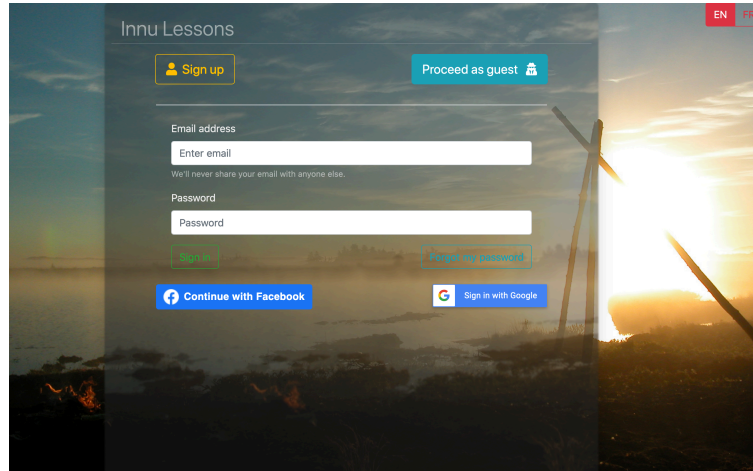 EN FR
Innu Lessons
Sign up
Proceed as guest
Email address
Enter email
We'll never share your email with anyone else.
Password
Password
Sign in
Forgot my password
Continue with Facebook
Sign in with Google